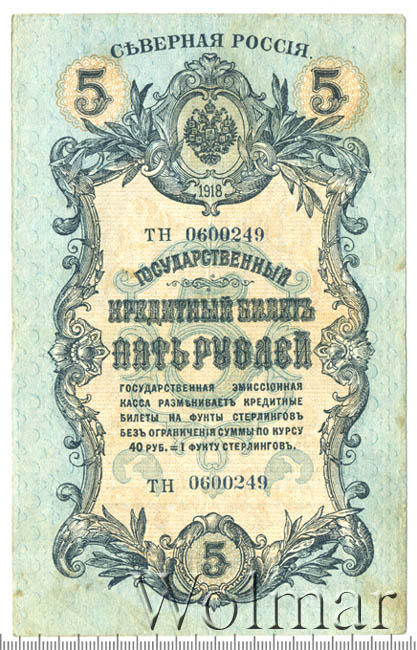 СѢВЕРНАЯ РОССІЯ.
5 5
1918
ТН 0600249
ГОСУДАРСТВЕННЫЙ
КРЕДИТНЫЙ БИЛЕТЪ
ПЯТЬ РУБЛЕЙ
ГОСУДАРСТВЕННАЯ ЭМИССІОННАЯ
КАССА РАЗМѢНИВАЕТЪ КРЕДИТНЫЕ
БИЛЕТЫ НА ФУНТЫ СТЕРЛИНГОВЪ
БЕЗЪ ОГРАНИЧЕНІЯ СУММЫ ПО КУРСУ
40 РУБ. = I ФУНТУ СТЕРЛИНГОВЪ.
ТН 0600249
5
Wolmar